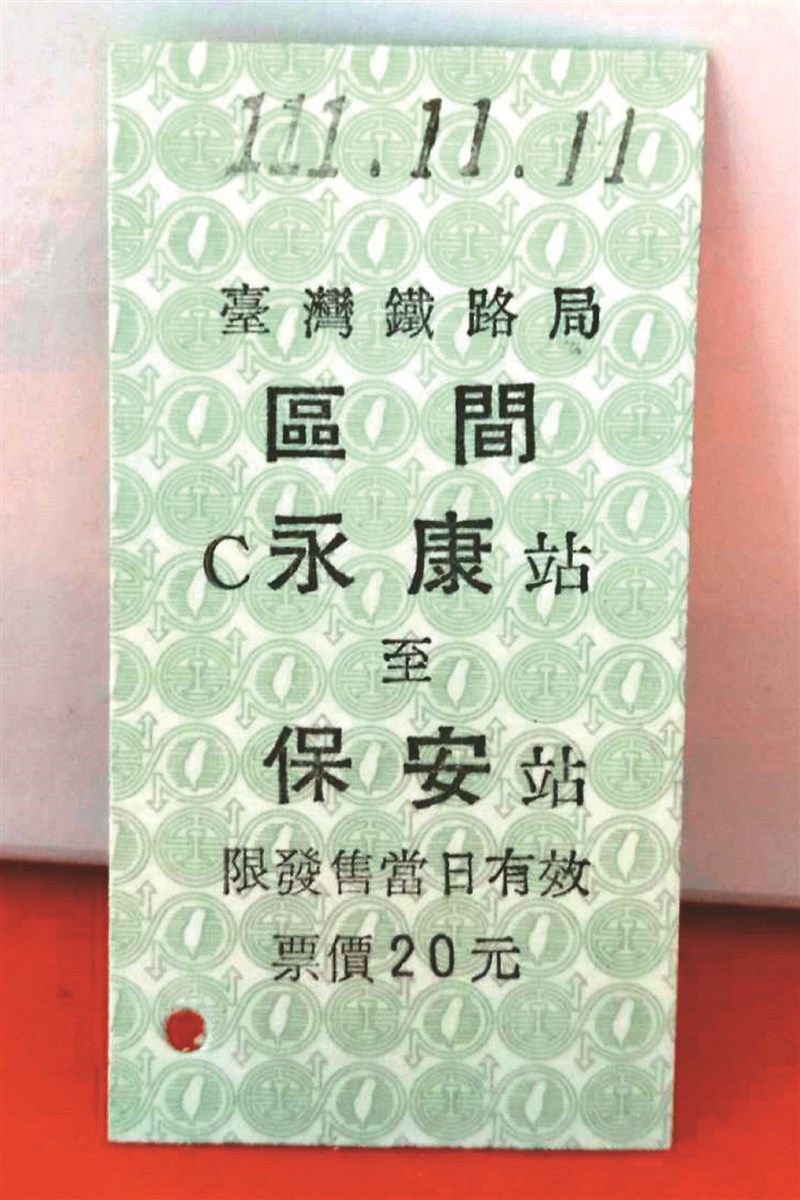 111.11.11
臺灣鐵路局
區間
C永康站
至
保安站
限發售當日有效
票價20元